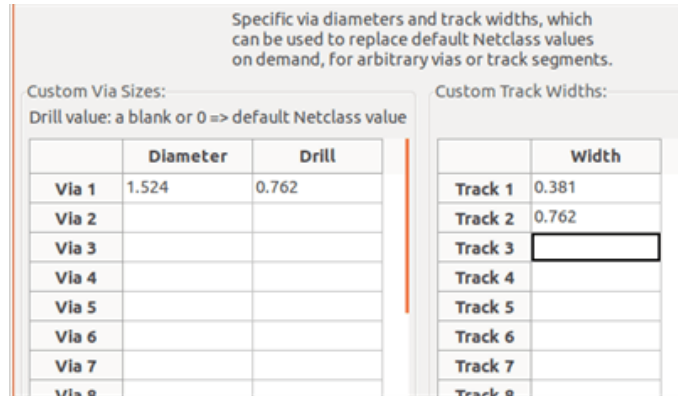 Specific via diameters and track widths, which
can be used to replace default Netclass values
on demand, for arbitrary vias or track segments.
Custom Via Sizes:
Drill value: a blank or 0 => default Netclass value
Diameter Drill
Via 1 1.524 0.762
Via 2
Via 3
Via 4
Via 5
Via 6
Via 7
Via 8
Custom Track Widths:
Width
Track 1 0.381
Track 2 0.762
Track 3
Track 4
Track 5
Track 6
Track 7
Track 8